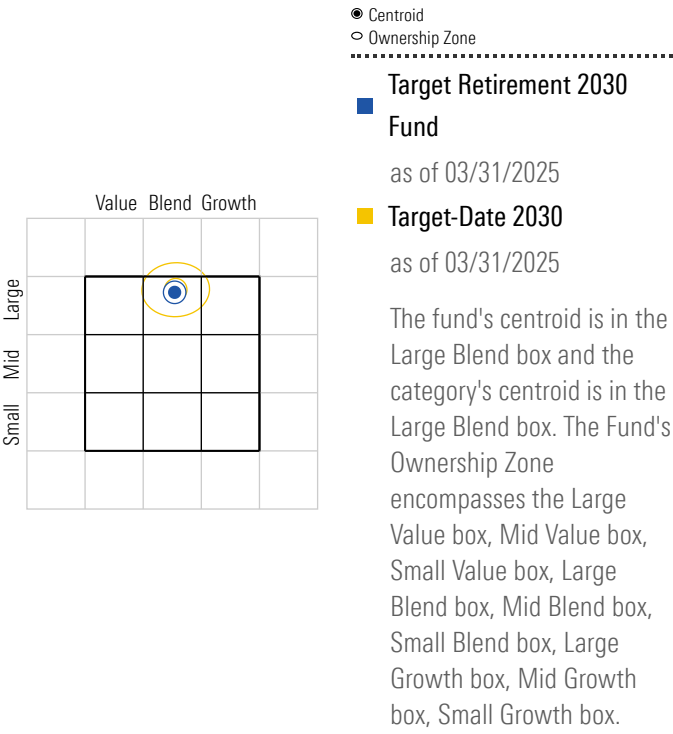 Centroid
Ownership Zone
Target Retirement 2030
Fund
as of 03/31/2025
Target-Date 2030
as of 03/31/2025
The fund's centroid is in the
Large Blend box and the
category's centroid is in the
Large Blend box. The Fund's
Ownership Zone
encompasses the Large
Value box, Mid Value box,
Small Value box, Large
Blend box, Mid Blend box,
Small Blend box, Large
Growth box, Mid Growth
box, Small Growth box.
Value Blend Growth
Large
Mid
Small